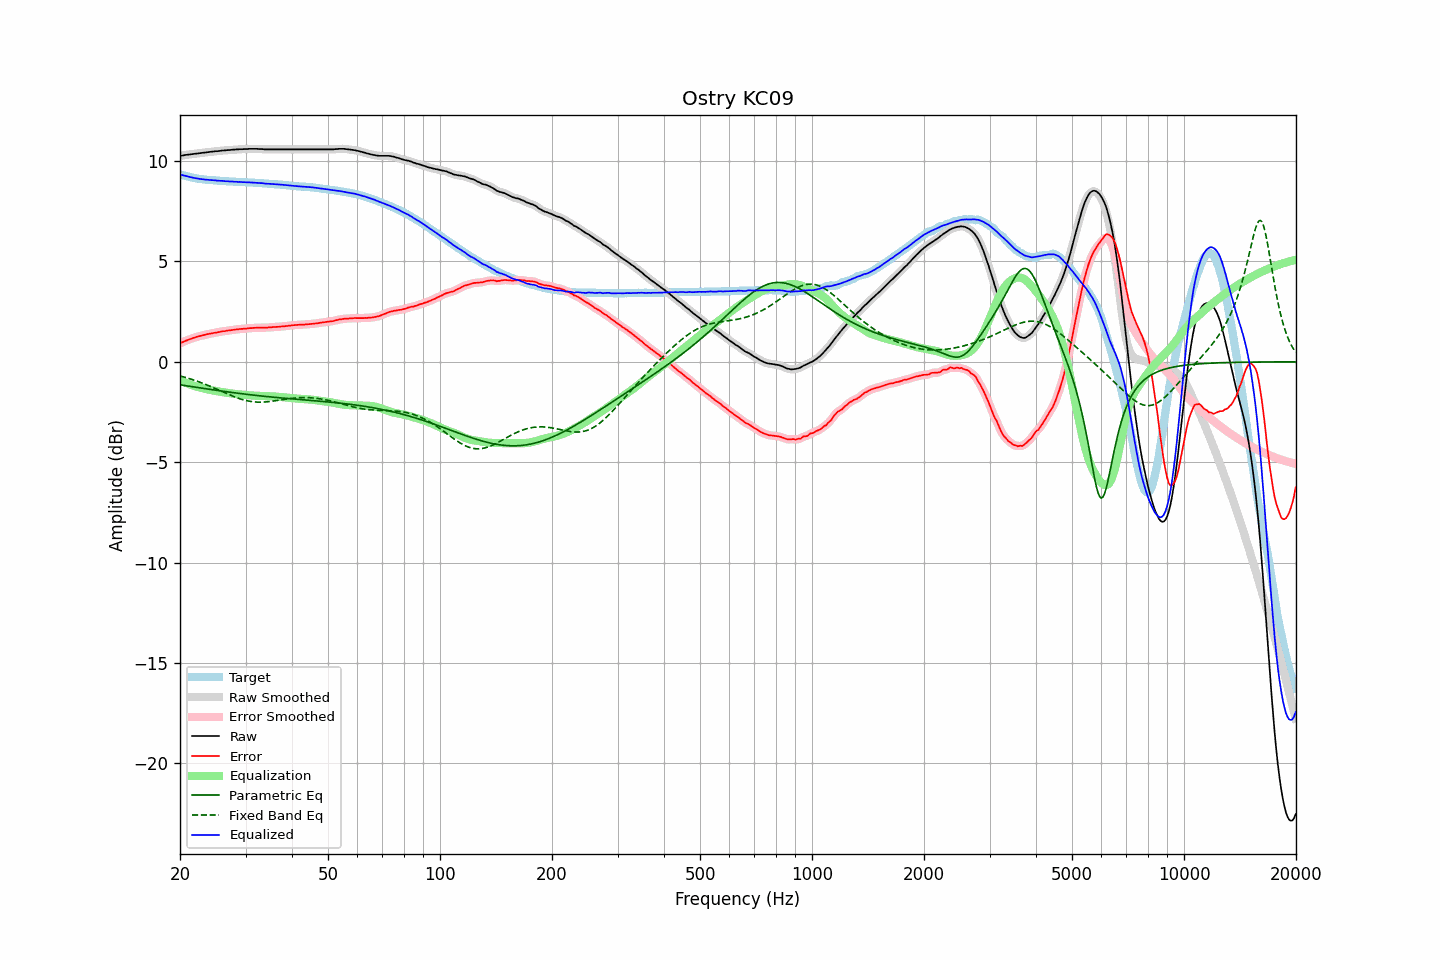 Ostry KC09
Amplitude (dBr)
10
5
0
−5
−10
−15
−20
Target
Raw Smoothed
Error Smoothed
Raw
Error
Equalization
Parametric Eq
Fixed Band Eq
Equalized
20 50 100 200 500 1000 2000 5000 10000 20000
Frequency (Hz)